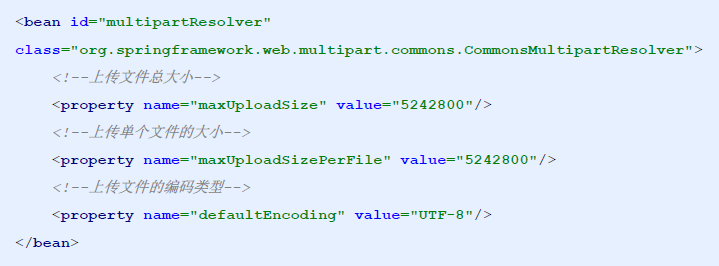 <bean id="multipartResolver"
class="org.springframework.web.multipart.commons.CommonsMultipartResolver">
<!--上传文件总大小-->
<property name="maxUploadSize" value="5242800"/>
<!--上传单个文件的大小-->
<property name="maxUploadSizePerFile" value="5242800"/>
<!--上传文件的编码类型-->
<property name="defaultEncoding" value="UTF-8"/>
</bean>